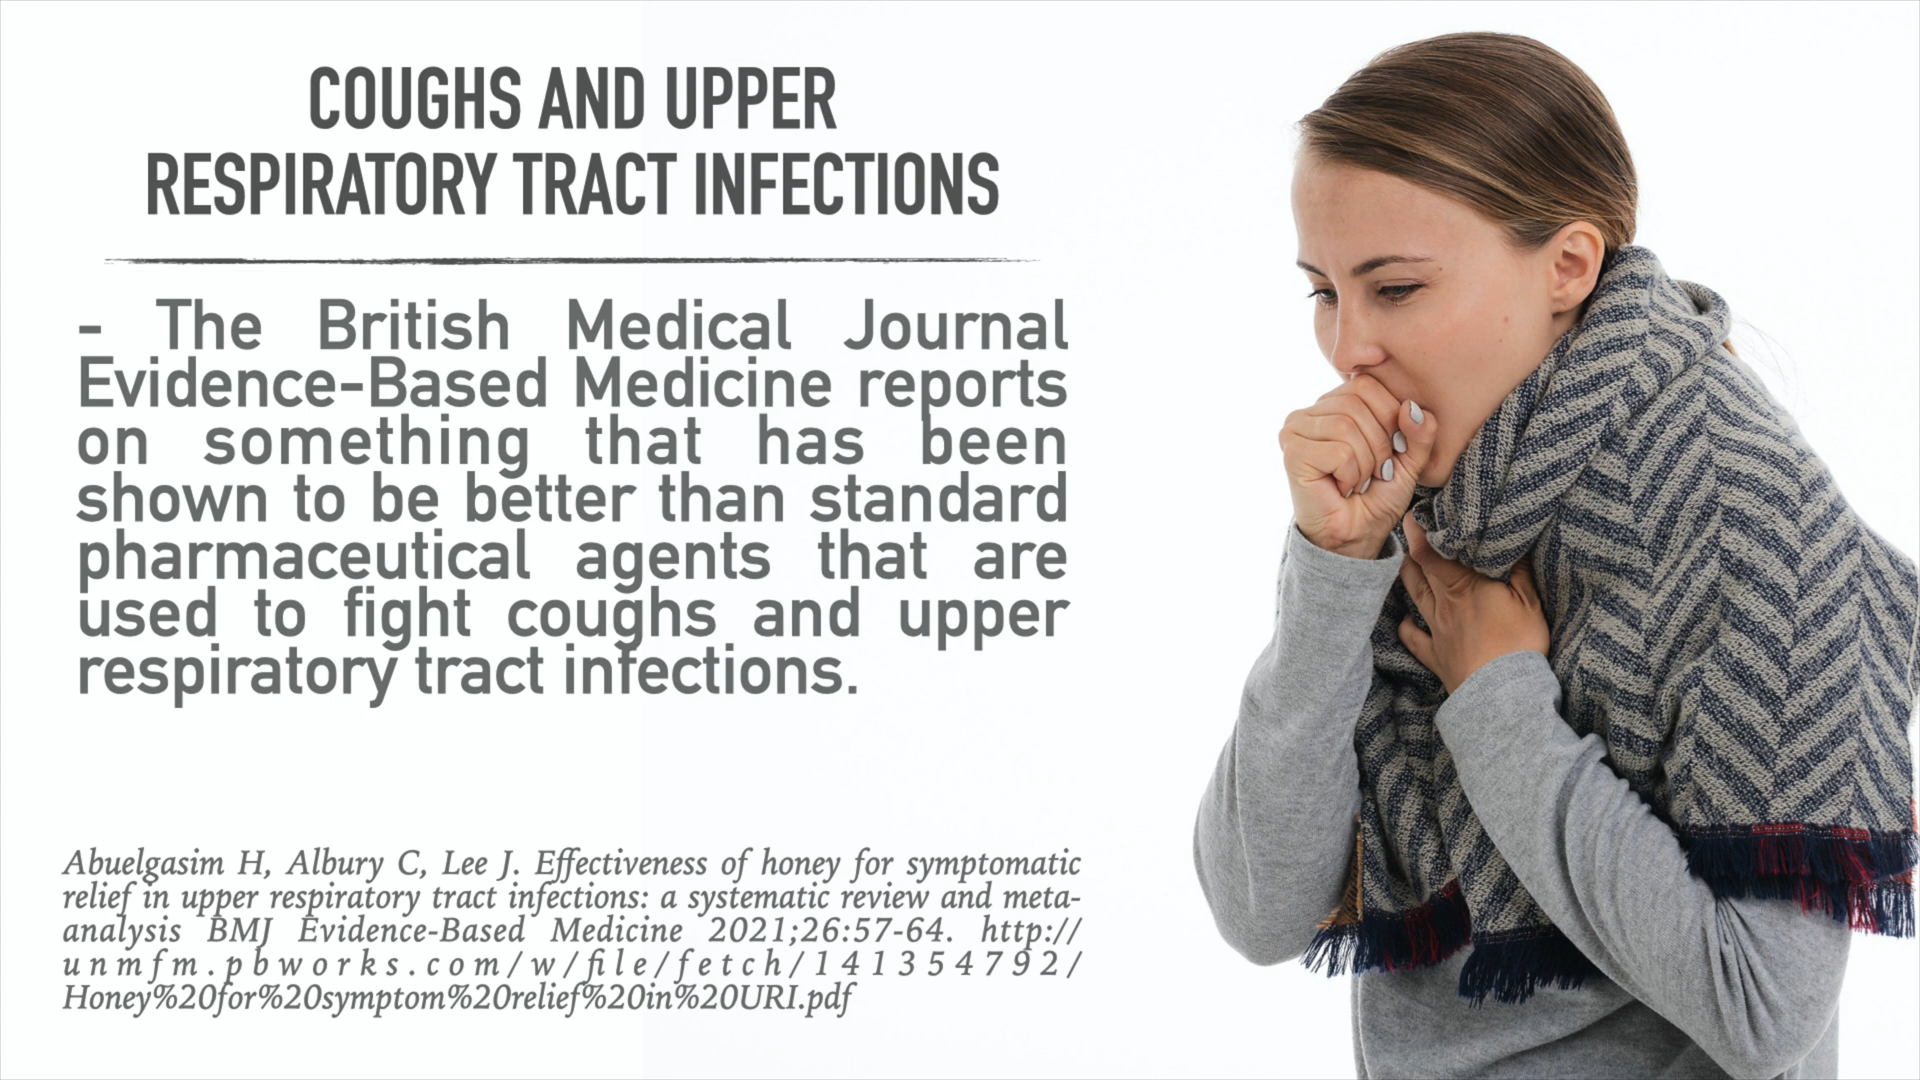 COUGHS AND UPPER
RESPIRATORY TRACT INFECTIONS
- The British Medical Journal
Evidence-Based Medicine reports
on something that has been
shown to be better than standard
pharmaceutical agents that are
used to fight coughs and upper
respiratory tract infections.
Abuelgasim H, Albury C, Lee J. Effectiveness of honey for symptomatic
relief in upper respiratory tract infections: a systematic review and meta-
analysis BMJ Evidence-Based Medicine 2021;26:57-64. http://
unmfm.pbworks.com/w/file/fetch/141354792/
Honey%20for%20symptom%20relief%20in%20URI.pdf